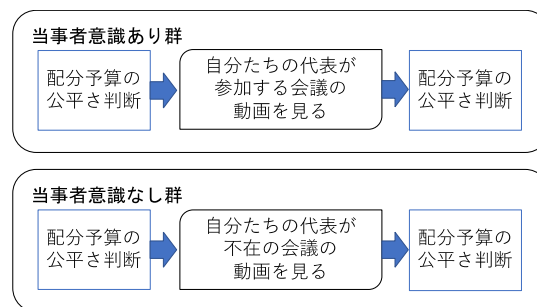 当事者意識あり群
配分予算の
公平さ判断
自分たちの代表が
参加する会議の
動画を見る
配分予算の
公平さ判断
当事者意識なし群
配分予算の
公平さ判断
自分たちの代表が
不在の会議の
動画を見る
配分予算の
公平さ判断